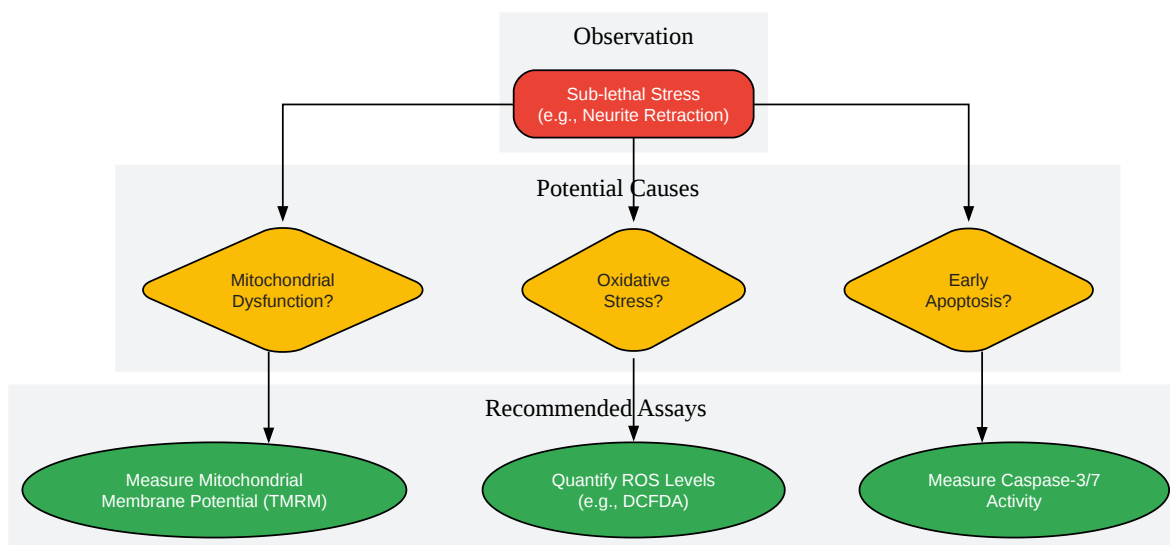 Observation
Sub-lethal Stress
(e.g., Neurite Retraction)
Potential Causes
Mitochondrial
Dysfunction?
Oxidative
Stress?
Early
Apoptosis?
Recommended Assays
Measure Mitochondrial
Membrane Potential (TMRM)
Quantify ROS Levels
(e.g., DCFDA)
Measure Caspase-3/7
Activity